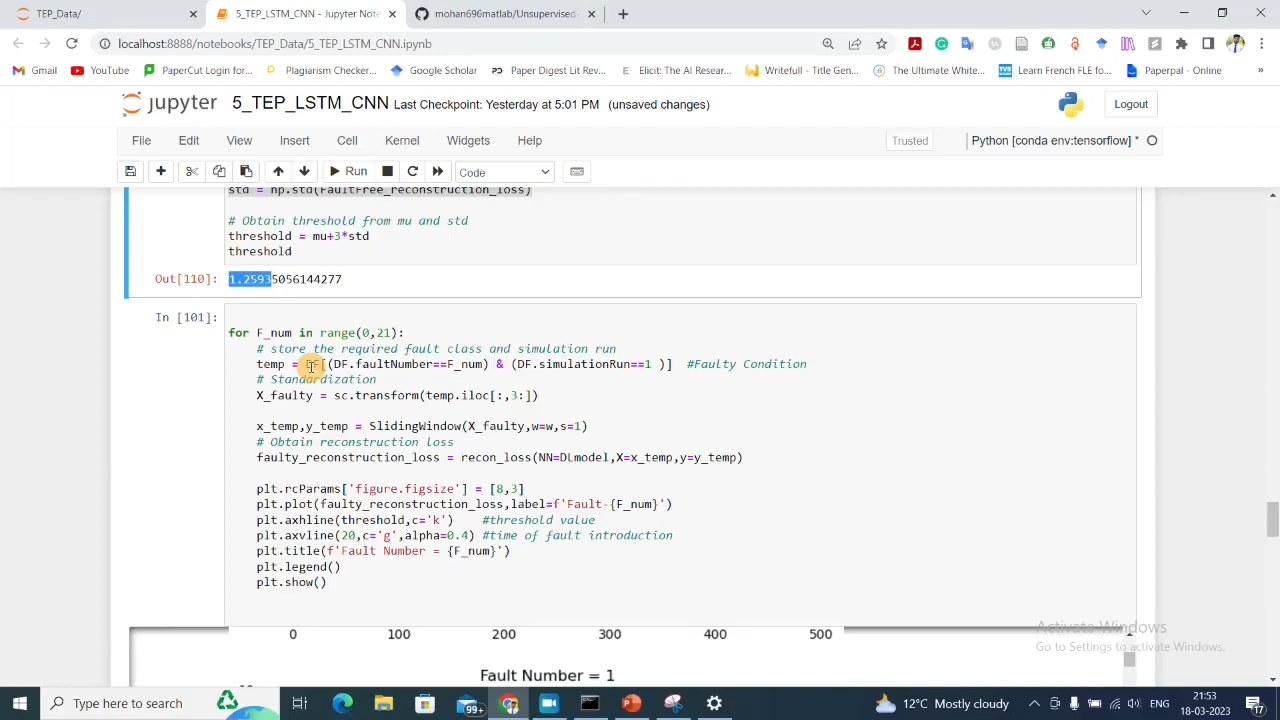 TEP_Data/
5_TEP_LSTM_CNN - Jupyter Note
mohan696matlab/Unsupervised-
localhost:8888/notebooks/TEP_Data/5_TEP_LSTM_CNN.ipynb
Gmail
YouTube
PaperCut Login for...
Plagiarism Checker...
Google Scholar
Paper Digest Lit Rev...
Elicit: The AI Resear...
Writefull - Title Gen...
The Ultimate White...
Learn French FLE fo...
Paperpal - Online
»
jupyter 5_TEP_LSTM_CNN Last Checkpoint: Yesterday at 5:01 PM (unsaved changes)
Logout
File Edit View Insert Cell Kernel Widgets Help
Trusted
Python [conda env:tensorflow] *
Run
Code
std = np.std(FaultFree_reconstruction_loss)
# Obtain threshold from mu and std
threshold = mu+3*std
threshold
Out[110]: 1.259350561442​77
In [101]:
for F_num in range(0,21):
# store the required fault class and simulation run
temp = DF[(DF.faultNumber==F_num) & (DF.simulationRun==1 )] #Faulty Condition
# Standardization
X_faulty = sc.transform(temp.iloc[:,3:])
x_temp,y_temp = SlidingWindow(X_faulty,w=w,s=1)
# Obtain reconstruction loss
faulty_reconstruction_loss = recon_loss(NN=DLmodel,X=x_temp,y=y_temp)
plt.rcParams['figure.figsize'] = [8,3]
plt.plot(faulty_reconstruction_loss,label=f'Fault-{F_num}')
plt.axhline(threshold,c='k') #threshold value
plt.axvline(20,c='g',alpha=0.4) #time of fault introduction
plt.title(f'Fault Number = {F_num}')
plt.legend()
plt.show()
0 100 200 300 400 500
Fault Number = 1
Activate Windows
Go to Settings to activate Windows.
Type here to search
99+
12°C Mostly cloudy
ENG
21:53
18-03-2023
17